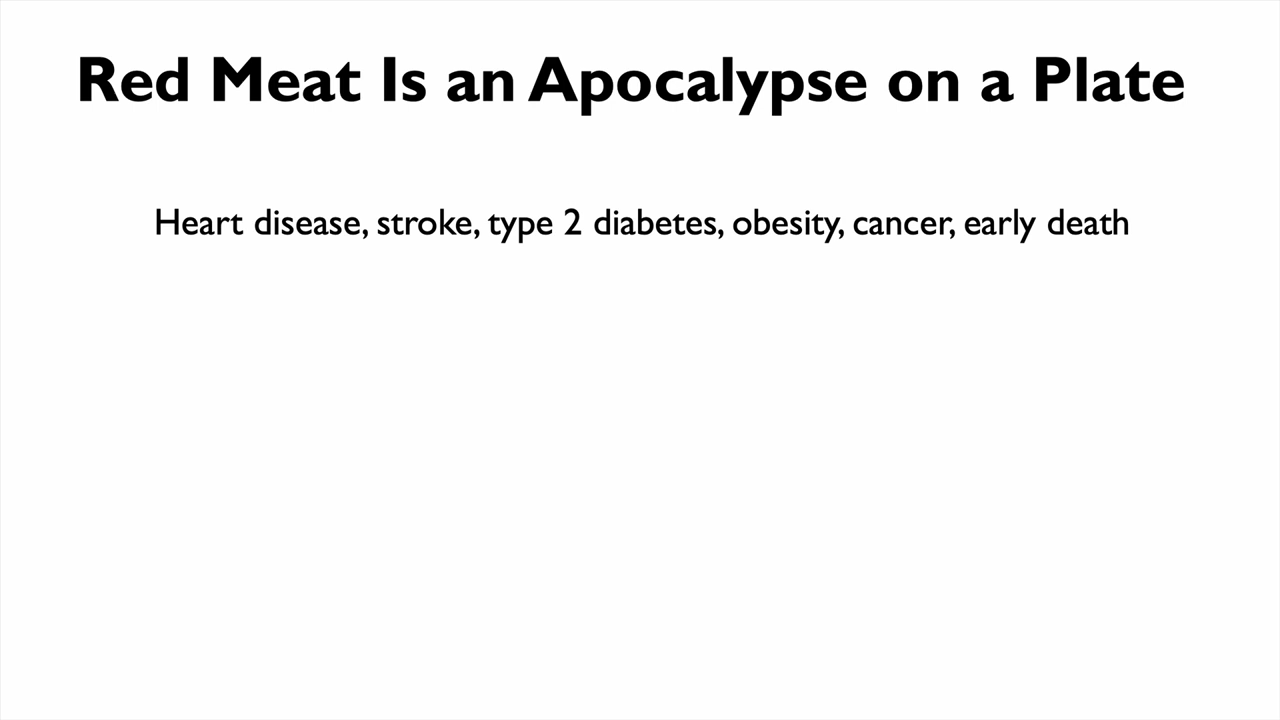 Red Meat Is an Apocalypse on a Plate
Heart disease, stroke, type 2 diabetes, obesity, cancer, early death